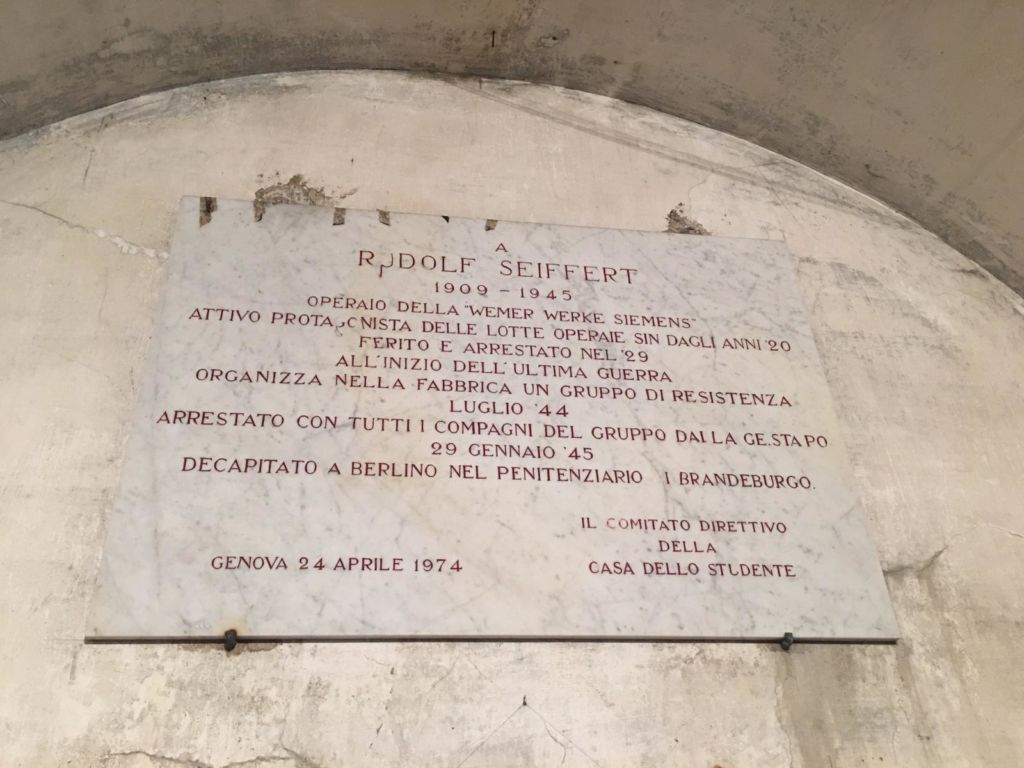 A
RUDOLF SEIFFERT
1909 - 1945
OPERAIO DELLA "WEMER WERKE SIEMENS"
ATTIVO PROTAGONISTA DELLE LOTTE OPERAIE SIN DAGLI ANNI '20
FERITO E ARRESTATO NEL '29
ALL'INIZIO DELL'ULTIMA GUERRA
ORGANIZZA NELLA FABBRICA UN GRUPPO DI RESISTENZA
LUGLIO '44
ARRESTATO CON TUTTI I COMPAGNI DEL GRUPPO DALLA GESTAPO
29 GENNAIO '45
DECAPITATO A BERLINO NEL PENITENZIARIO I BRANDEBURGO.
IL COMITATO DIRETTIVO
DELLA
CASA DELLO STUDENTE
GENOVA 24 APRILE 1974